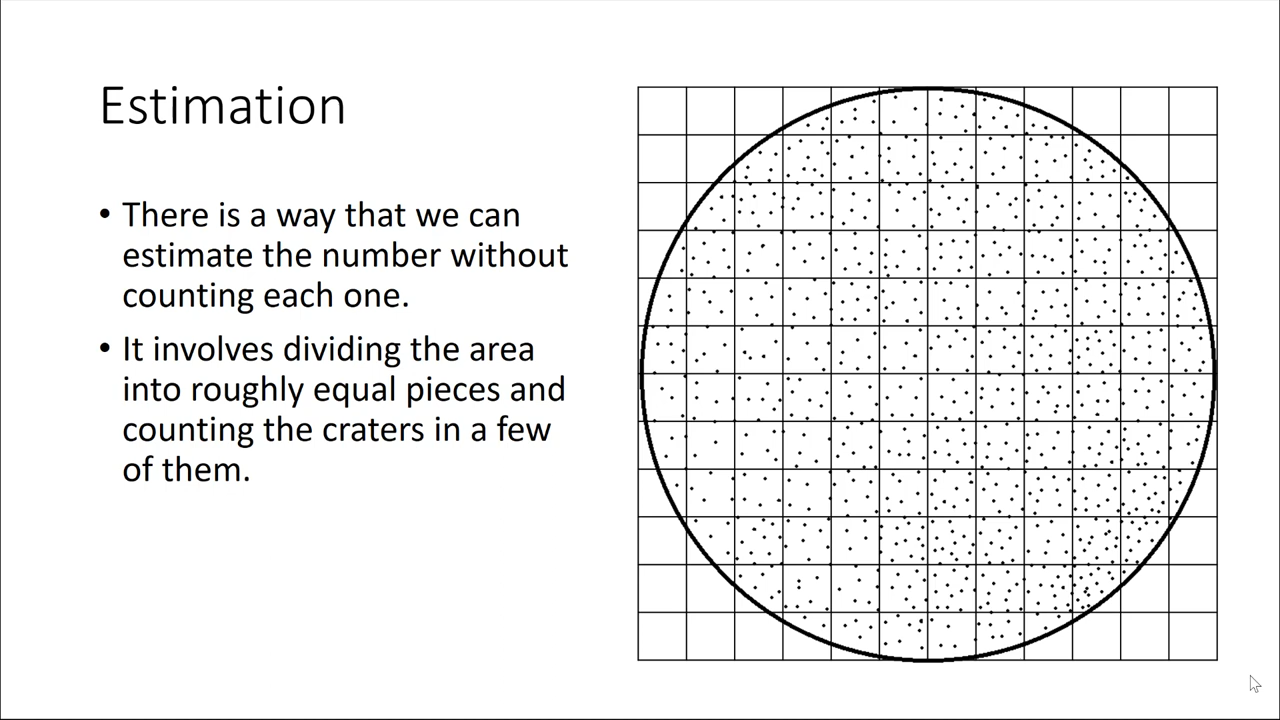 Estimation
• There is a way that we can
estimate the number without
counting each one.
• It involves dividing the area
into roughly equal pieces and
counting the craters in a few
of them.